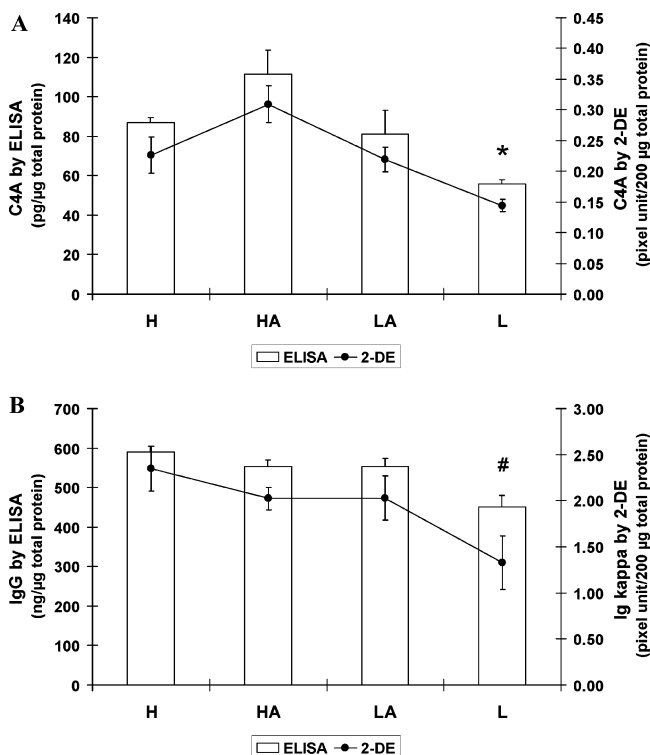 A
C4A by ELISA
(pg/µg total protein)
140
120
100
80
60
40
20
0
0.45
0.40
0.35
0.30
0.25
0.20
0.15
0.10
0.05
0.00
C4A by 2-DE
(pixel unit/200 µg total protein)
*
H HA LA L
ELISA 2-DE
B
IgG by ELISA
(ng/µg total protein)
700
600
500
400
300
200
100
0
3.00
2.50
2.00
1.50
1.00
0.50
0.00
Ig kappa by 2-DE
(pixel unit/200 µg total protein)
#
H HA LA L
ELISA 2-DE